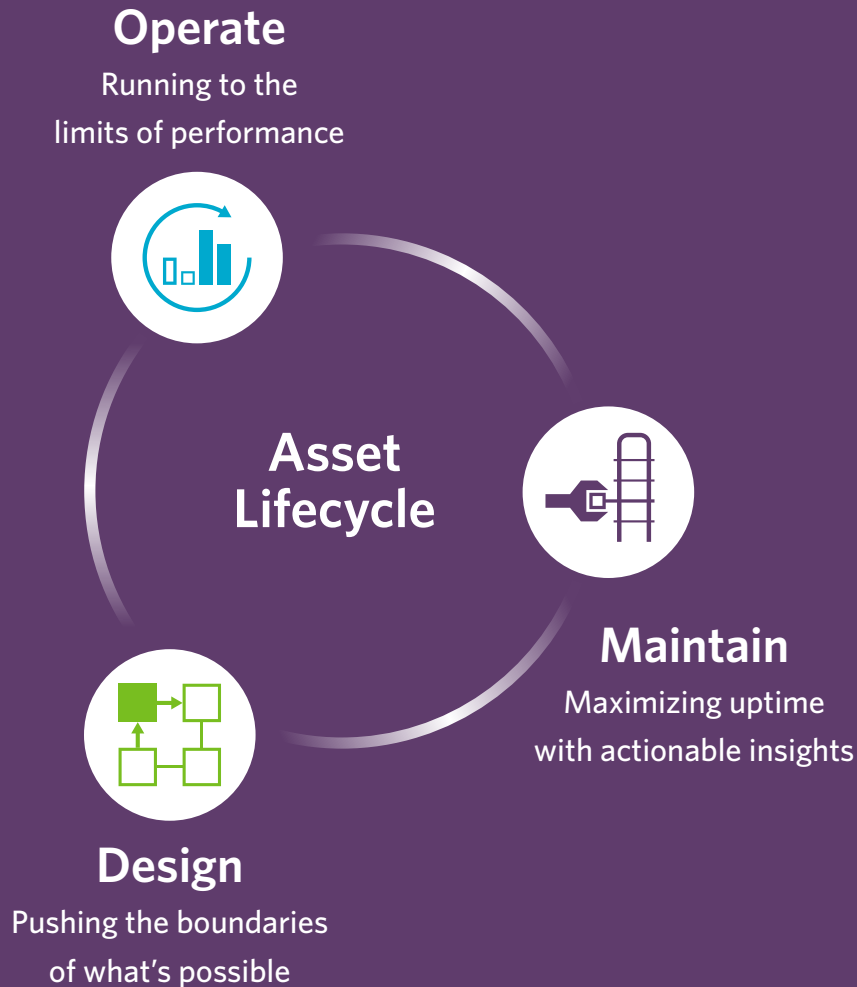 Operate
Running to the
limits of performance
Asset
Lifecycle
Maintain
Maximizing uptime
with actionable insights
Design
Pushing the boundaries
of what’s possible